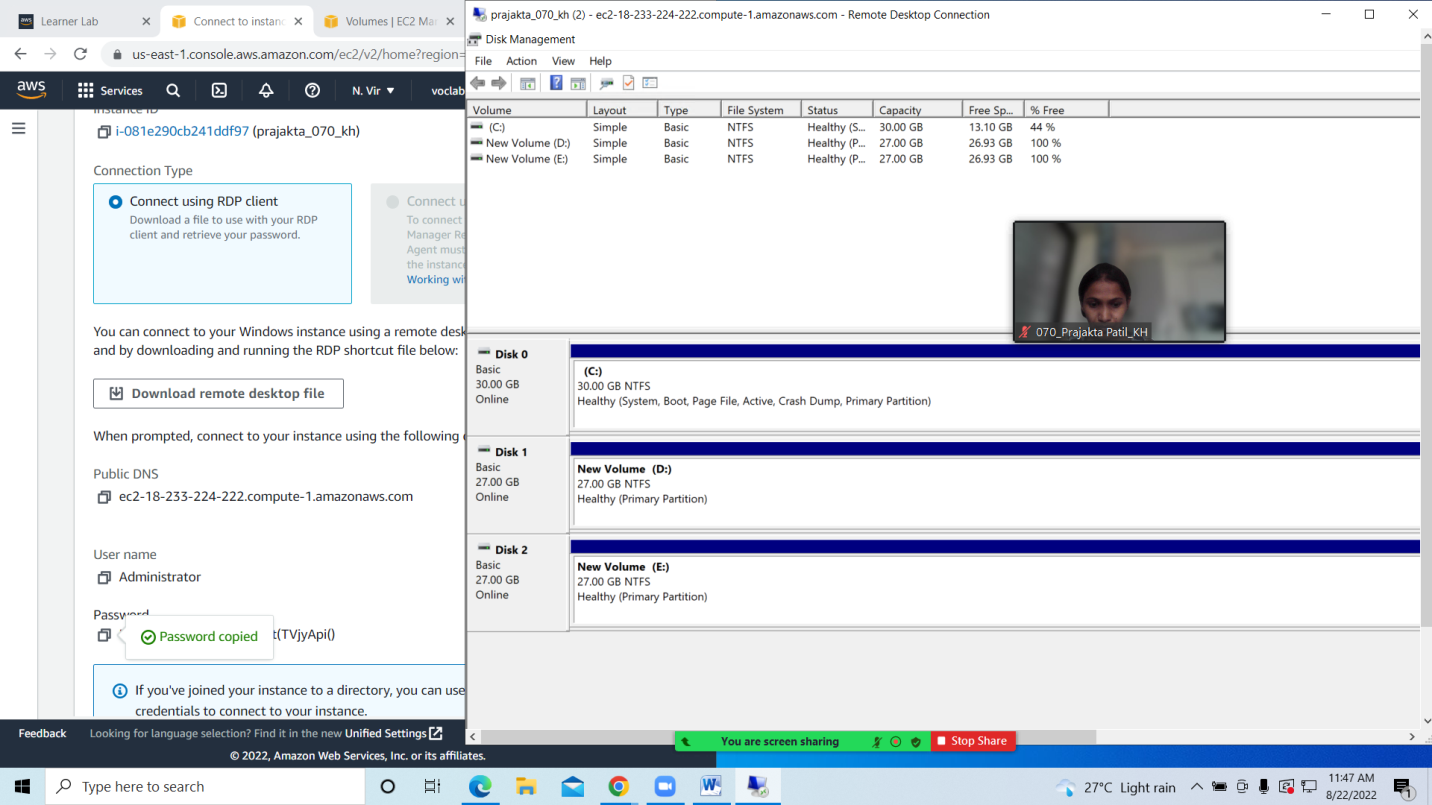 Learner Lab
Connect to instanc
Volumes | EC2 Mar
us-east-1.console.aws.amazon.com/ec2/v2/home?region=
aws
Services
N. Vir
voclab
Instance ID
i-081e290cb241ddf97 (prajakta_070_kh)
Connection Type
Connect using RDP client
Download a file to use with your RDP
client and retrieve your password.
Connect u
To connect
Manager Re
Agent must
the instance
Working wi
You can connect to your Windows instance using a remote desk
and by downloading and running the RDP shortcut file below:
Download remote desktop file
When prompted, connect to your instance using the following
Public DNS
ec2-18-233-224-222.compute-1.amazonaws.com
User name
Administrator
Password
Password copied
t(TVjyApi()
If you've joined your instance to a directory, you can use
credentials to connect to your instance.
Feedback
Looking for language selection? Find it in the new Unified Settings
© 2022, Amazon Web Services, Inc. or its affiliates.
prajakta_070_kh (2) - ec2-18-233-224-222.compute-1.amazonaws.com - Remote Desktop Connection
Disk Management
File Action View Help
Volume Layout Type File System Status Capacity Free Sp... % Free
(C:) Simple Basic NTFS Healthy (S... 30.00 GB 13.10 GB 44 %
New Volume (D:) Simple Basic NTFS Healthy (P... 27.00 GB 26.93 GB 100 %
New Volume (E:) Simple Basic NTFS Healthy (P... 27.00 GB 26.93 GB 100 %
070_Prajakta Patil_KH
Disk 0
Basic
30.00 GB
Online
(C:)
30.00 GB NTFS
Healthy (System, Boot, Page File, Active, Crash Dump, Primary Partition)
Disk 1
Basic
27.00 GB
Online
New Volume (D:)
27.00 GB NTFS
Healthy (Primary Partition)
Disk 2
Basic
27.00 GB
Online
New Volume (E:)
27.00 GB NTFS
Healthy (Primary Partition)
You are screen sharing
Stop Share
Type here to search
27°C Light rain
11:47 AM
8/22/2022
1